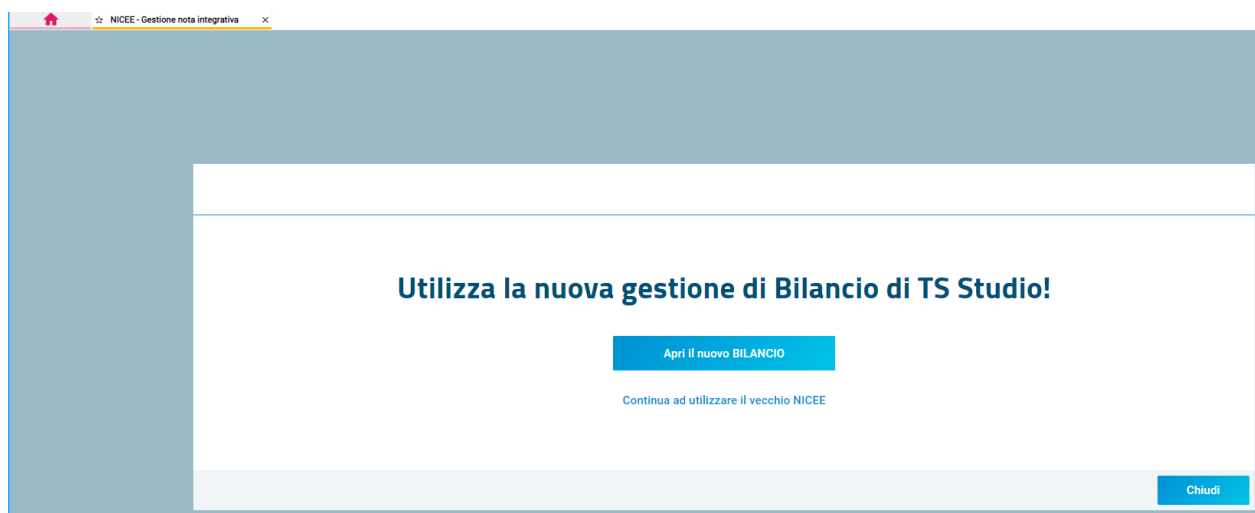 ☆ NICEE - Gestione nota integrativa ×
Utilizza la nuova gestione di Bilancio di TS Studio!
Apri il nuovo BILANCIO
Continua ad utilizzare il vecchio NICEE
Chiudi